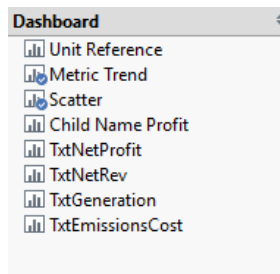 Dashboard
Unit Reference
Metric Trend
Scatter
Child Name Profit
TxtNetProfit
TxtNetRev
TxtGeneration
TxtEmissionsCost